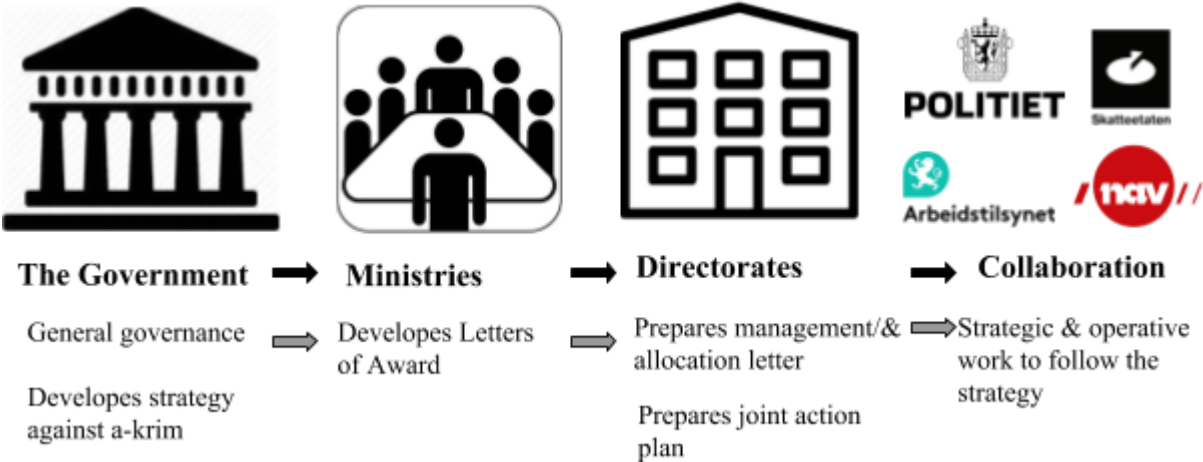 POLITIET
Skatteetaten
Arbeidstilsynet
nav
The Government
Ministries
Directorates
Collaboration
General governance
Developes strategy
against a-krim
Developes Letters
of Award
Prepares management/&
allocation letter
Prepares joint action
plan
Strategic & operative
work to follow the
strategy